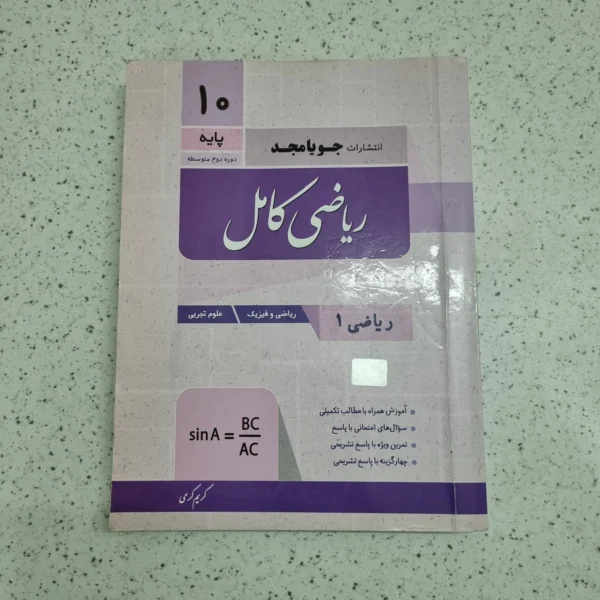 ۱۰
پایه
دوره دوم متوسطه
انتشارات جویامجد
ریاضی کامل
ریاضی و فیزیک
علوم تجربی
ریاضی ۱
آموزش همراه با مطالب تکمیلی
سؤال‌های امتحانی با پاسخ
تمرین ویژه با پاسخ تشریحی
چهارگزینه با پاسخ تشریحی
sin A = BC
AC
کریم کرمی